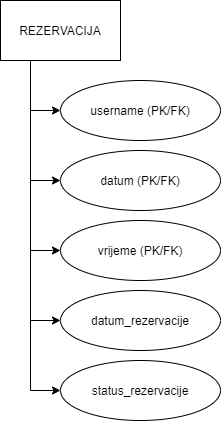 REZERVACIJA
username (PK/FK)
datum (PK/FK)
vrijeme (PK/FK)
datum_rezervacije
status_rezervacije